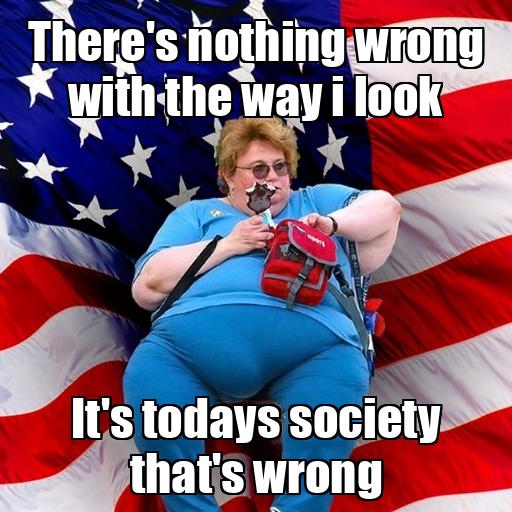 There's nothing wrong
with the way i look
It's todays society
that's wrong